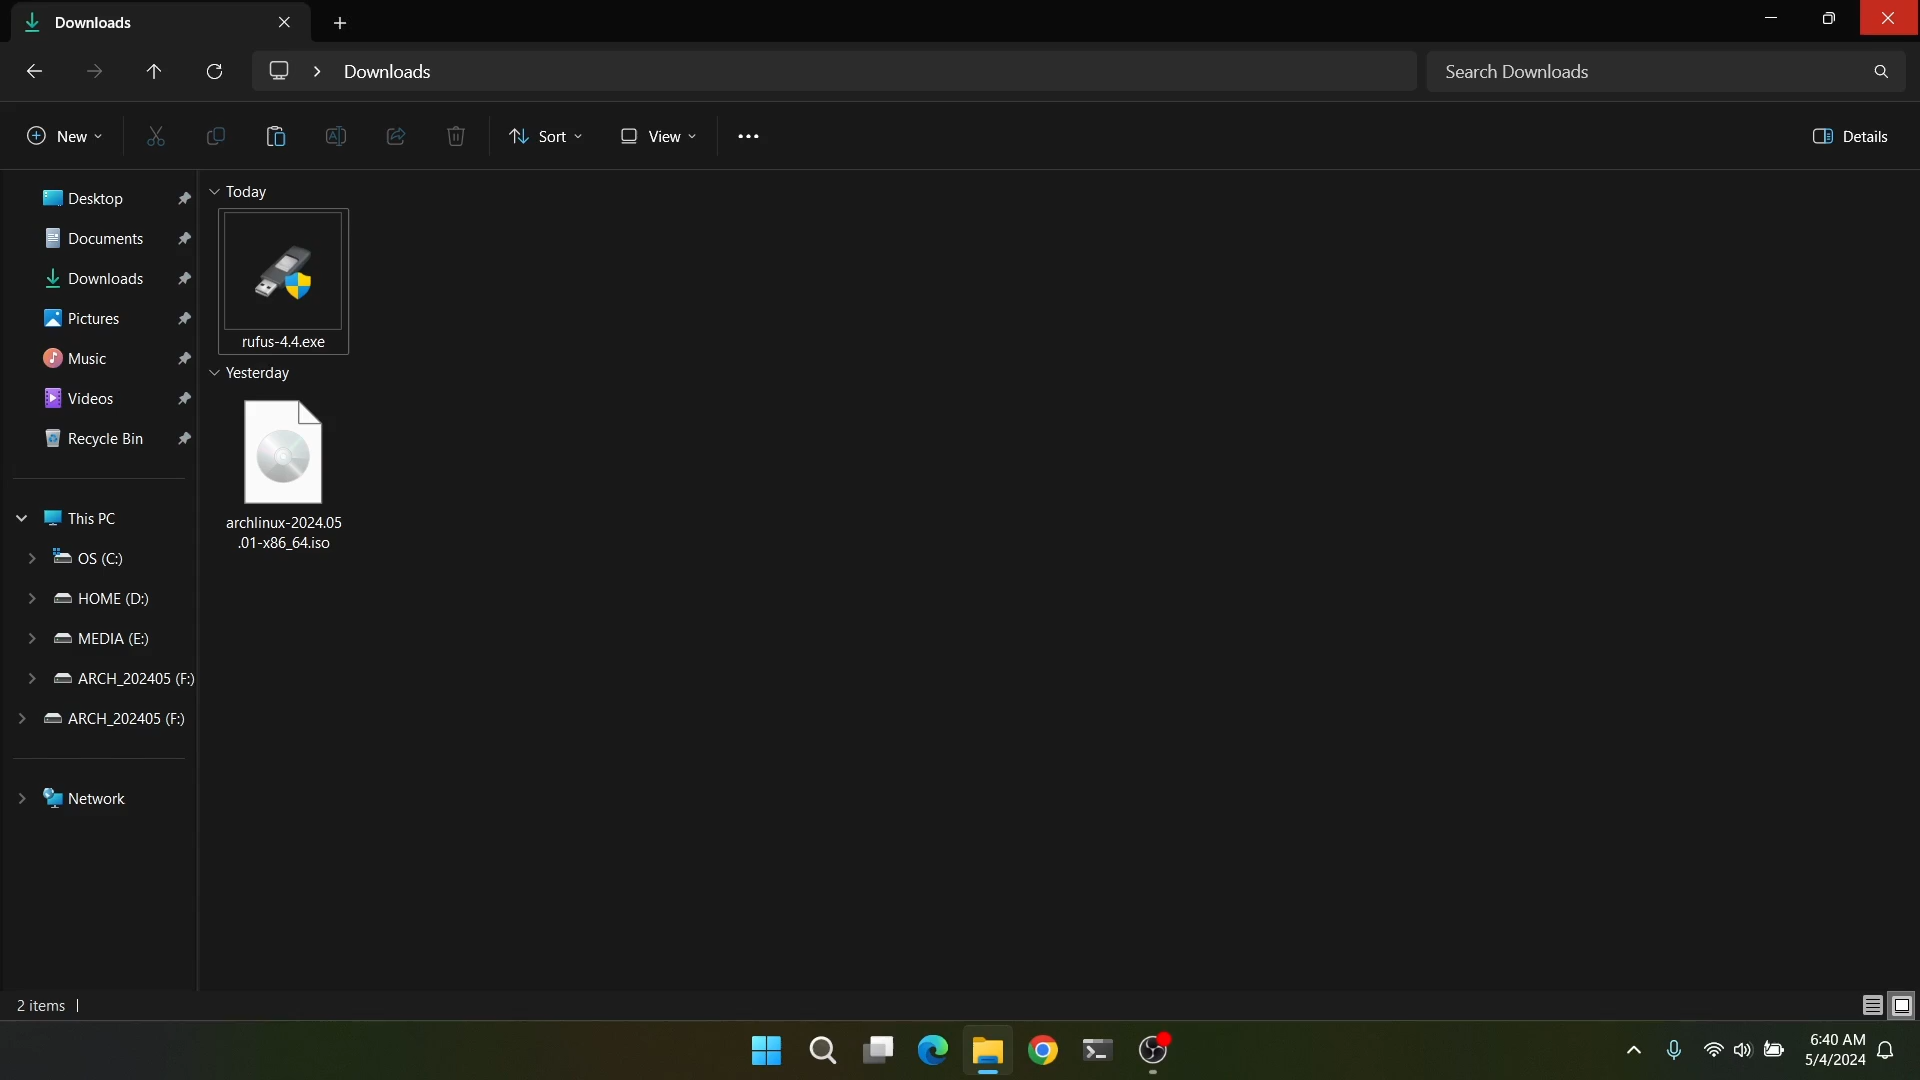 Downloads
Downloads
Search Downloads
New
Sort
View
Details
Desktop
Documents
Downloads
Pictures
Music
Videos
Recycle Bin
This PC
OS (C:)
HOME (D:)
MEDIA (E:)
ARCH_202405 (F:)
ARCH_202405 (F:)
Network
Today
rufus-4.4.exe
Yesterday
archlinux-2024.05
.01-x86_64.iso
2 items
6:40 AM
5/4/2024